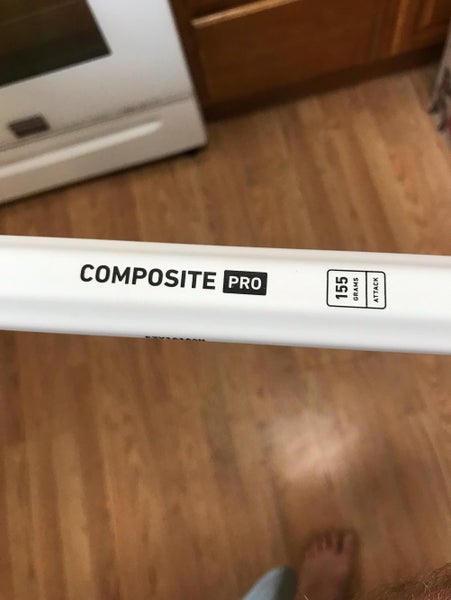 COMPOSITE PRO
155
GRAMS
ATTACK